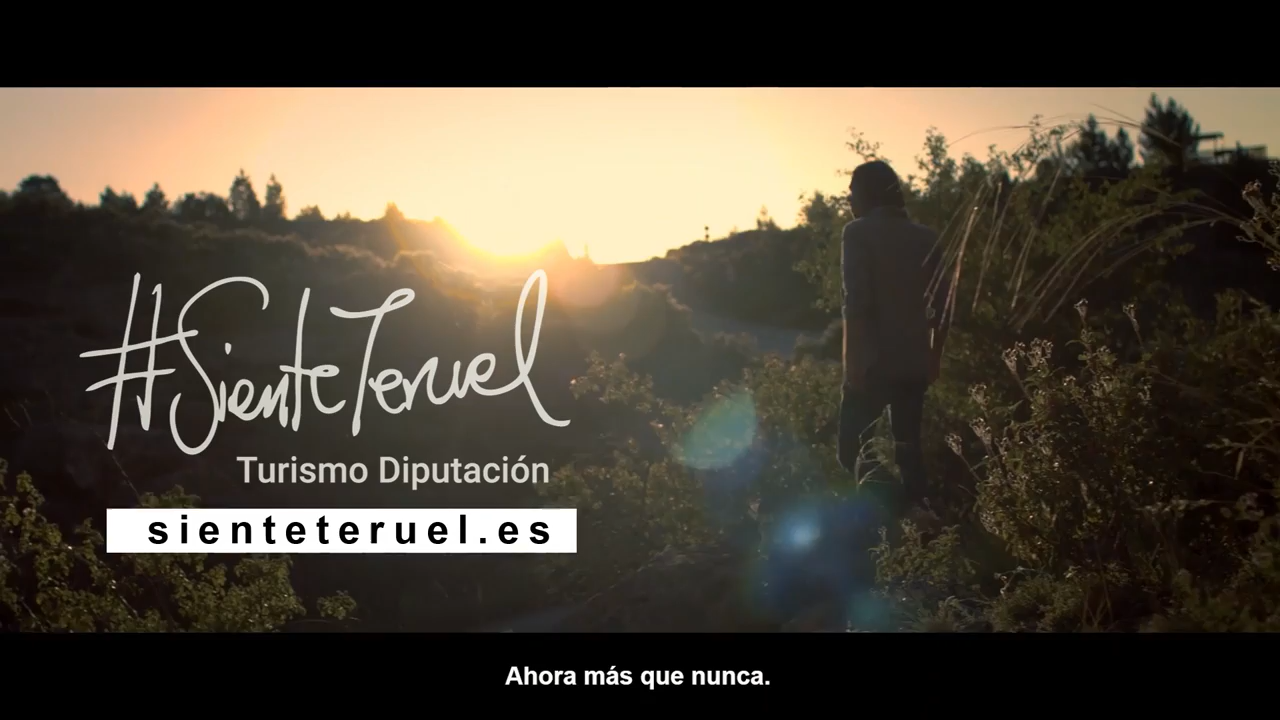 #SienteTeruel
Turismo Diputación
sienteteruel.es
Ahora más que nunca.